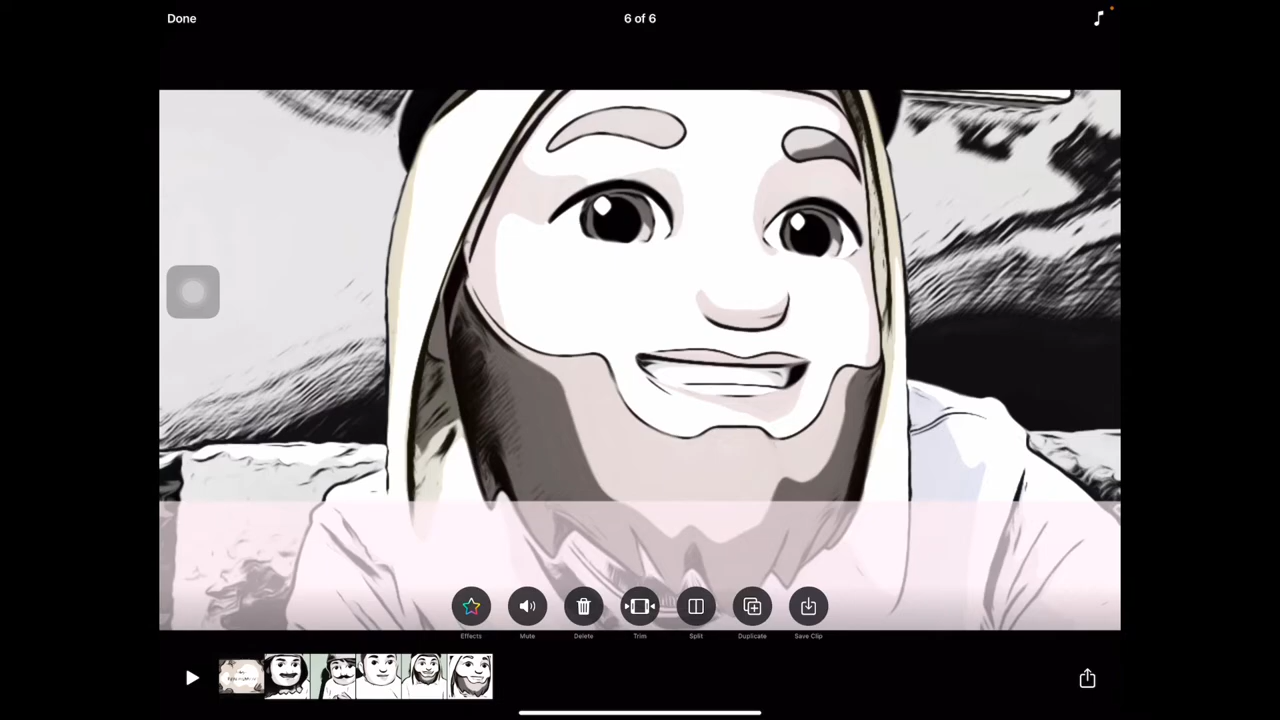 Done
6 of 6
Effects
Mute
Delete
Trim
Split
Duplicate
Save Clip